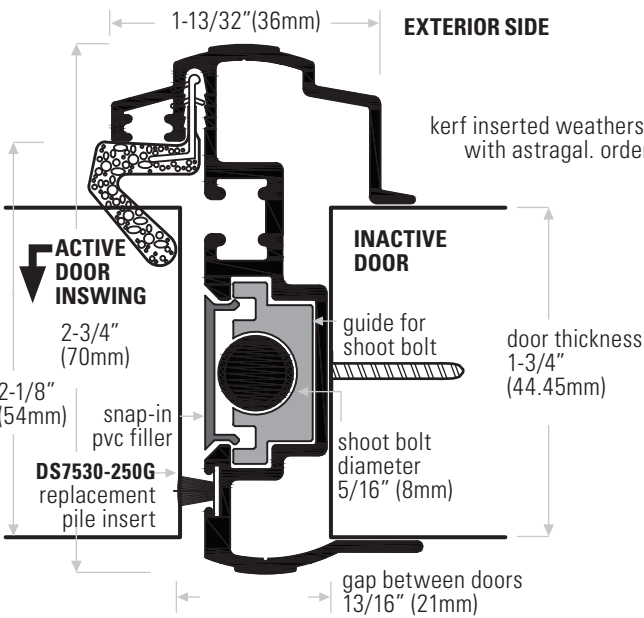 1-13/32”(36mm)
EXTERIOR SIDE
kerf inserted
with astragal.
ACTIVE
DOOR
INSWING
INACTIVE
DOOR
2-3/4”
(70mm)
guide for
shoot bolt
door thickness
1-3/4”
(44.45mm)
2-1/8”
(54mm)
snap-in
pvc filler
shoot bolt
diameter
5/16” (8mm)
DS7530-250G
replacement
pile insert
gap between doors
13/16” (21mm)